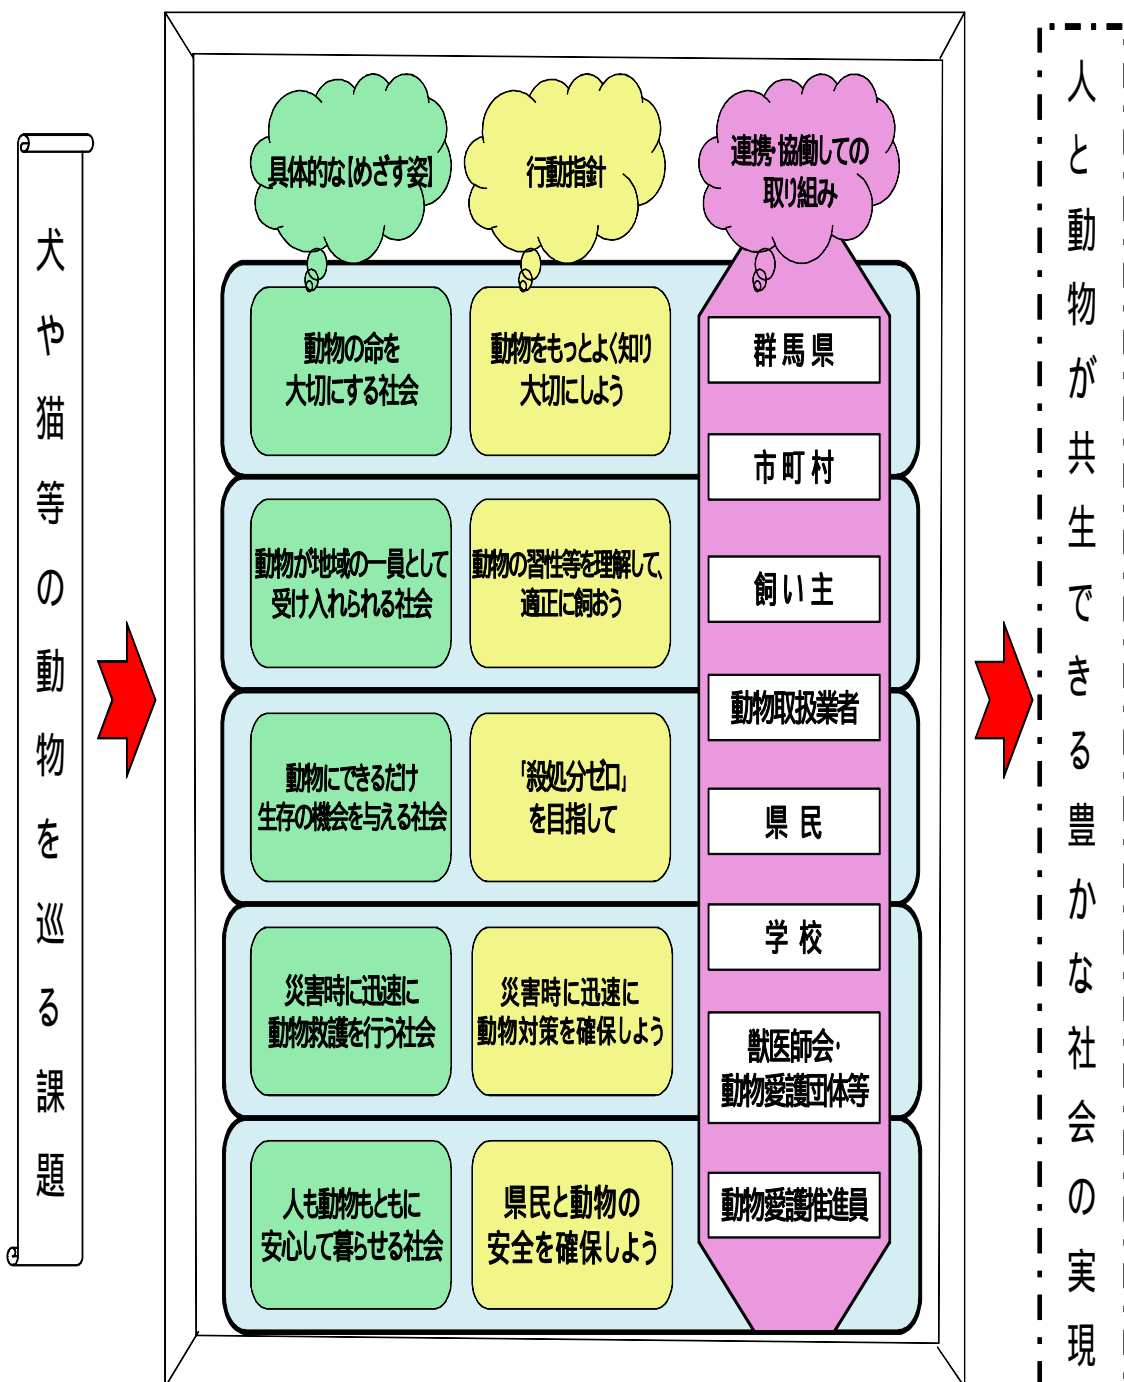 犬や猫等の動物を巡る課題
具体的な【めざす姿】
行動指針
連携・協働しての
取り組み
動物の命を
大切にする社会
動物をもっとよく知り
大切にしよう
動物が地域の一員として
受け入れられる社会
動物の習性等を理解して、
適正に飼おう
動物にできるだけ
生存の機会を与える社会
「殺処分ゼロ」
を目指して
災害時に迅速に
動物救護を行う社会
災害時に迅速に
動物対策を確保しよう
人も動物もともに
安心して暮らせる社会
県民と動物の
安全を確保しよう
群馬県
市町村
飼い主
動物取扱業者
県民
学校
獣医師会・
動物愛護団体等
動物愛護推進員
人と動物が共生できる豊かな社会の実現